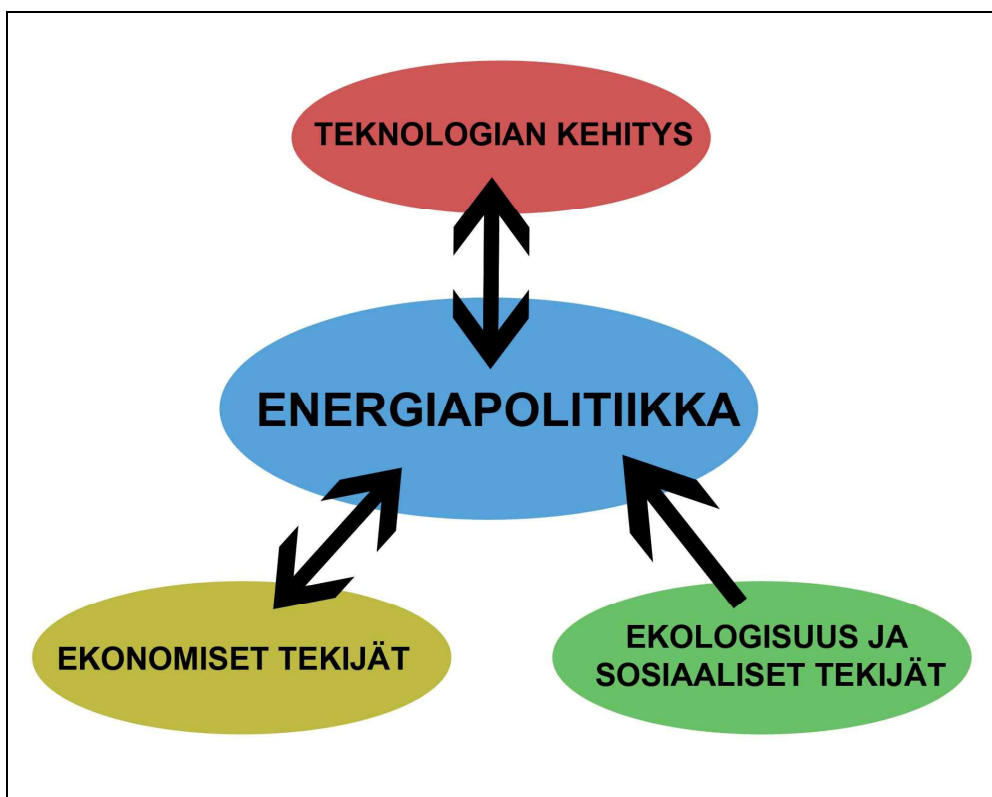 TEKNOLOGIAN KEHITYS
ENERGIAPOLITIIKKA
EKONOMISET TEKIJÄT
EKOLOGISUUS JA
SOSIAALISET TEKIJÄT